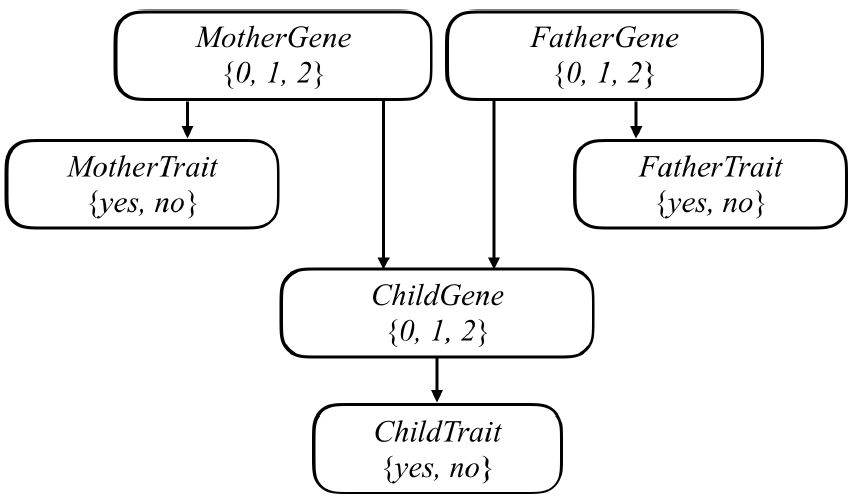 MotherGene
{0, 1, 2}
FatherGene
{0, 1, 2}
MotherTrait
{yes, no}
FatherTrait
{yes, no}
ChildGene
{0, 1, 2}
ChildTrait
{yes, no}